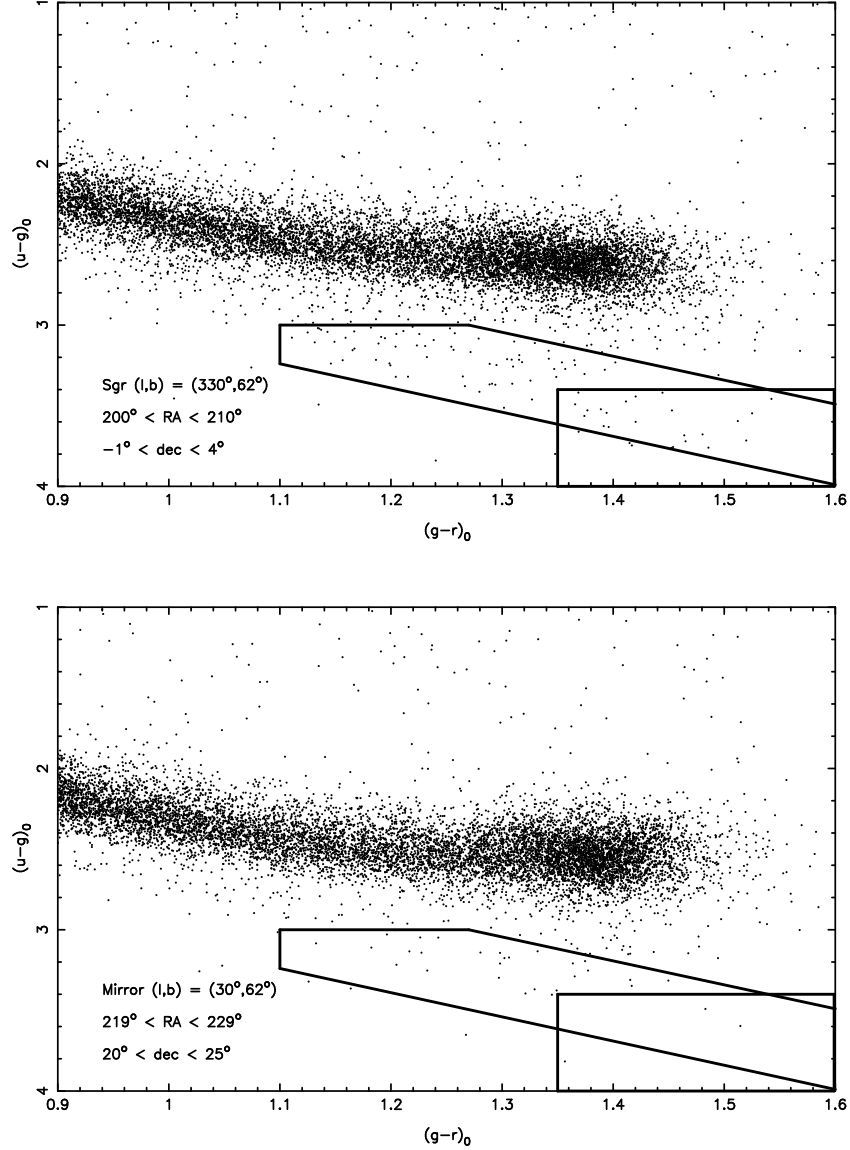 1
2
3
4
(u−g)₀
Sgr (l,b) = (330°,62°)
200° < RA < 210°
−1° < dec < 4°
0.9 1 1.1 1.2 1.3 1.4 1.5 1.6
(g−r)₀
1
2
3
4
(u−g)₀
Mirror (l,b) = (30°,62°)
219° < RA < 229°
20° < dec < 25°
0.9 1 1.1 1.2 1.3 1.4 1.5 1.6
(g−r)₀